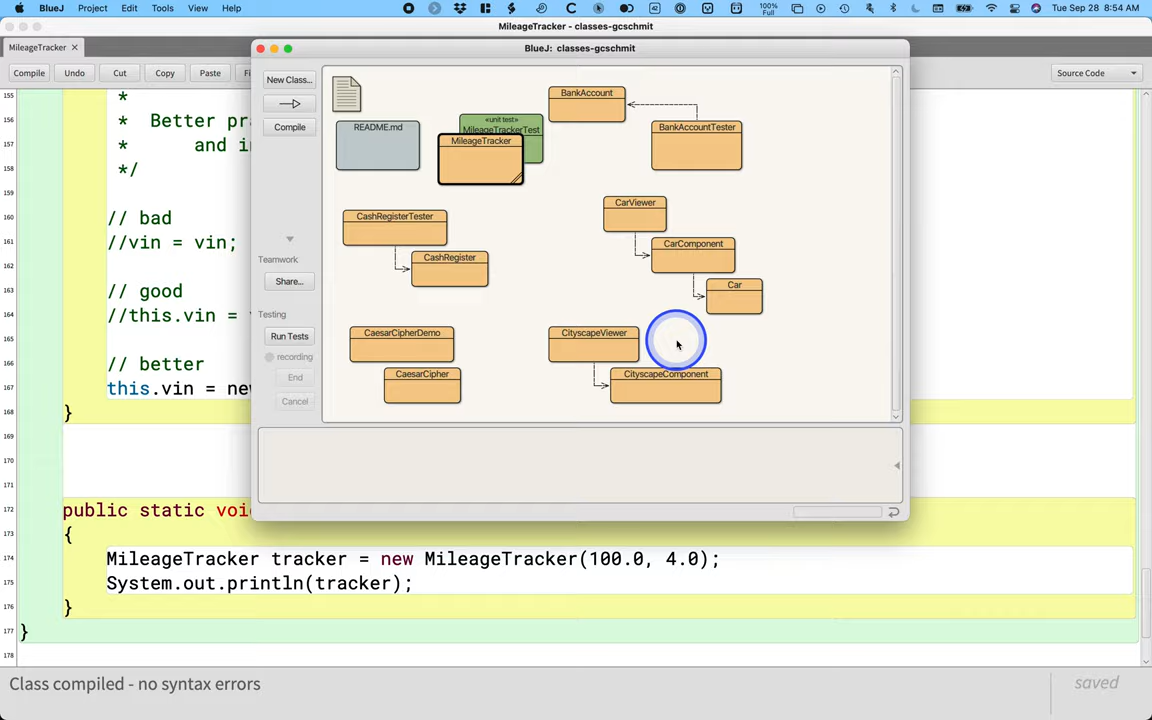 BlueJ Project Edit Tools View Help 100% Full Tue Sep 28 8:54 AM
MileageTracker - classes-gcschmit
MileageTracker ✕
Compile Undo Cut Copy Paste Source Code
BlueJ: classes-gcschmit
New Class...
Compile
Teamwork
Share...
Testing
Run Tests
recording
End
Cancel
README.md
«unit test»
MileageTrackerTest
MileageTracker
BankAccount
BankAccountTester
CashRegisterTester
CashRegister
CarViewer
CarComponent
Car
CaesarCipherDemo
CaesarCipher
CityscapeViewer
CityscapeComponent
155 *
156 * Better
157 * and
158 */
159
160 // bad
161 //vin = vin;
162
163 // good
164 //this.vin =
165
166 // better
167 this.vin =
168 }
169
170
171
172 public static
173 {
174 MileageTracker tracker = new MileageTracker(100.0, 4.0);
175 System.out.println(tracker);
176 }
177 }
178
Class compiled - no syntax errors
saved